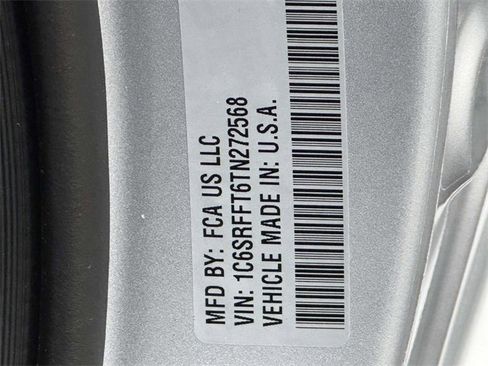 MFD BY: FCA US LLC
VIN: 1C6SRFFT6TN272568
VEHICLE MADE IN: U.S.A.